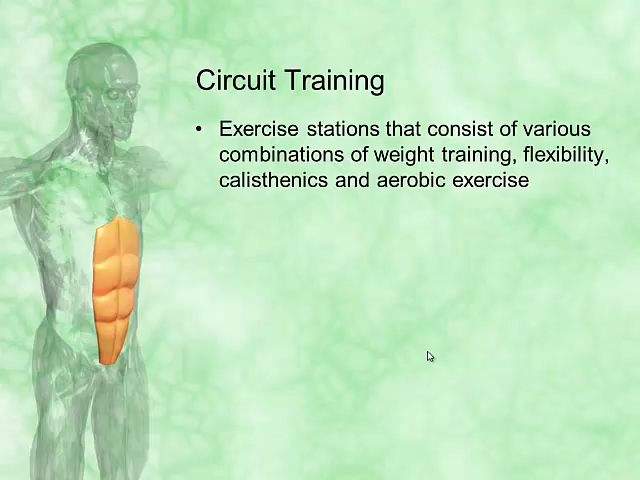 Circuit Training
• Exercise stations that consist of various
combinations of weight training, flexibility,
calisthenics and aerobic exercise